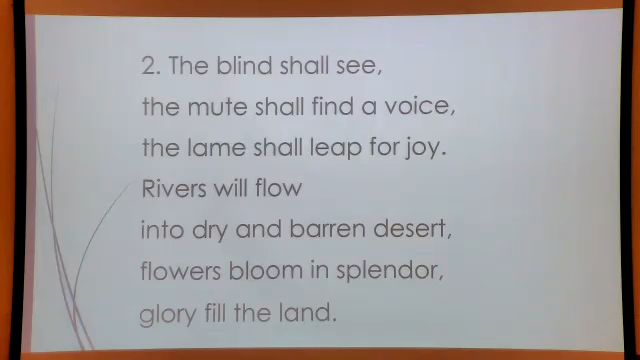 2. The blind shall see,
the mute shall find a voice,
the lame shall leap for joy.
Rivers will flow
into dry and barren desert,
flowers bloom in splendor,
glory fill the land.